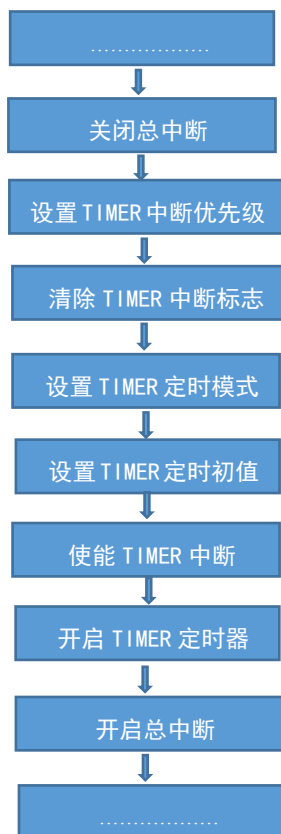 ..................
关闭总中断
设置TIMER中断优先级
清除 TIMER 中断标志
设置TIMER定时模式
设置TIMER定时初值
使能 TIMER 中断
开启 TIMER 定时器
开启总中断
..................